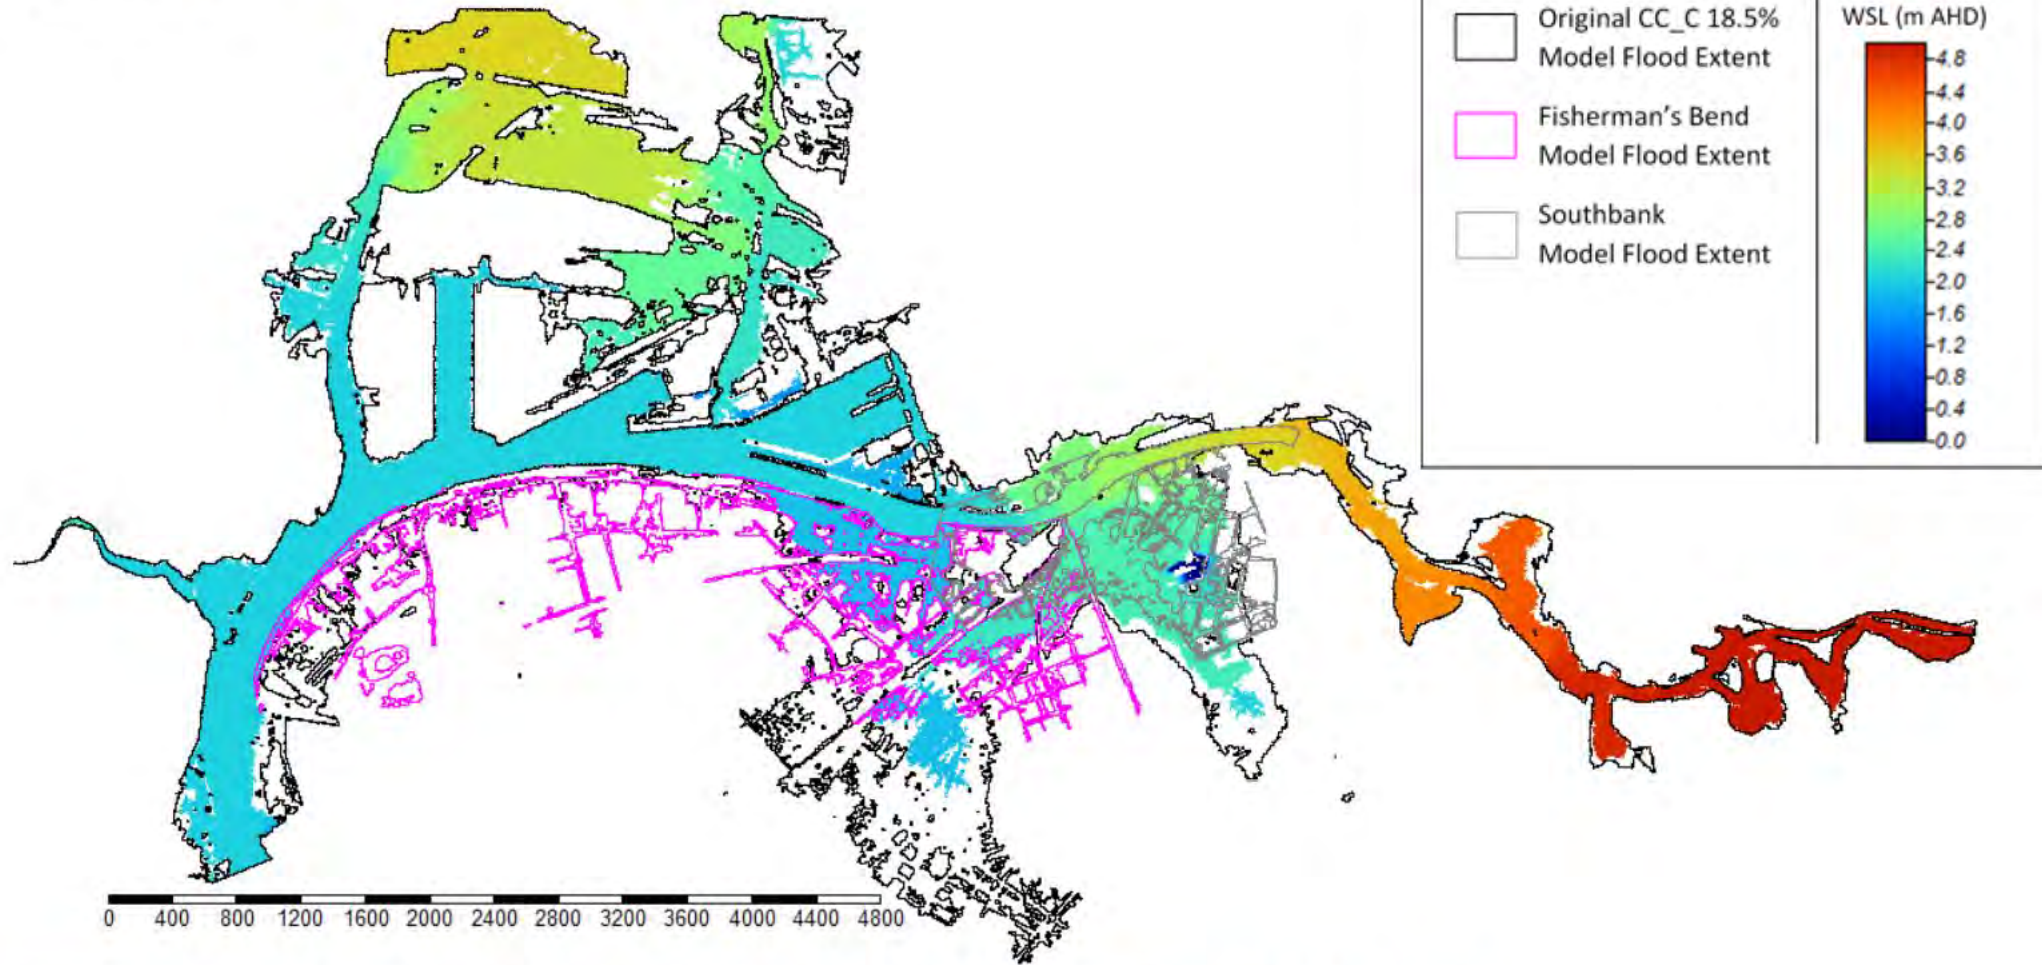 Original CC_C 18.5%
Model Flood Extent
Fisherman's Bend
Model Flood Extent
Southbank
Model Flood Extent
WSL (m AHD)
4.8
4.4
4.0
3.6
3.2
2.8
2.4
2.0
1.6
1.2
0.8
0.4
0.0
0 400 800 1200 1600 2000 2400 2800 3200 3600 4000 4400 4800